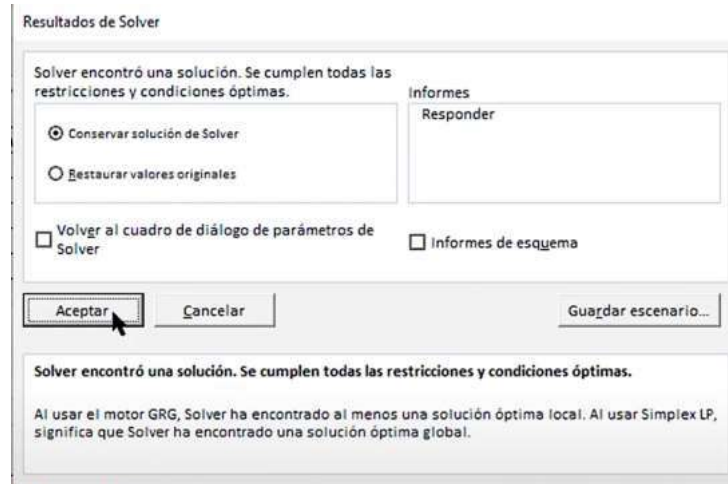 Resultados de Solver
Solver encontró una solución. Se cumplen todas las
restricciones y condiciones óptimas.
Conservar solución de Solver
Restaurar valores originales
Informes
Responder
Volver al cuadro de diálogo de parámetros de
Solver
Informes de esquema
Aceptar
Cancelar
Guardar escenario...
Solver encontró una solución. Se cumplen todas las restricciones y condiciones óptimas.
Al usar el motor GRG, Solver ha encontrado al menos una solución óptima local. Al usar Simplex LP,
significa que Solver ha encontrado una solución óptima global.